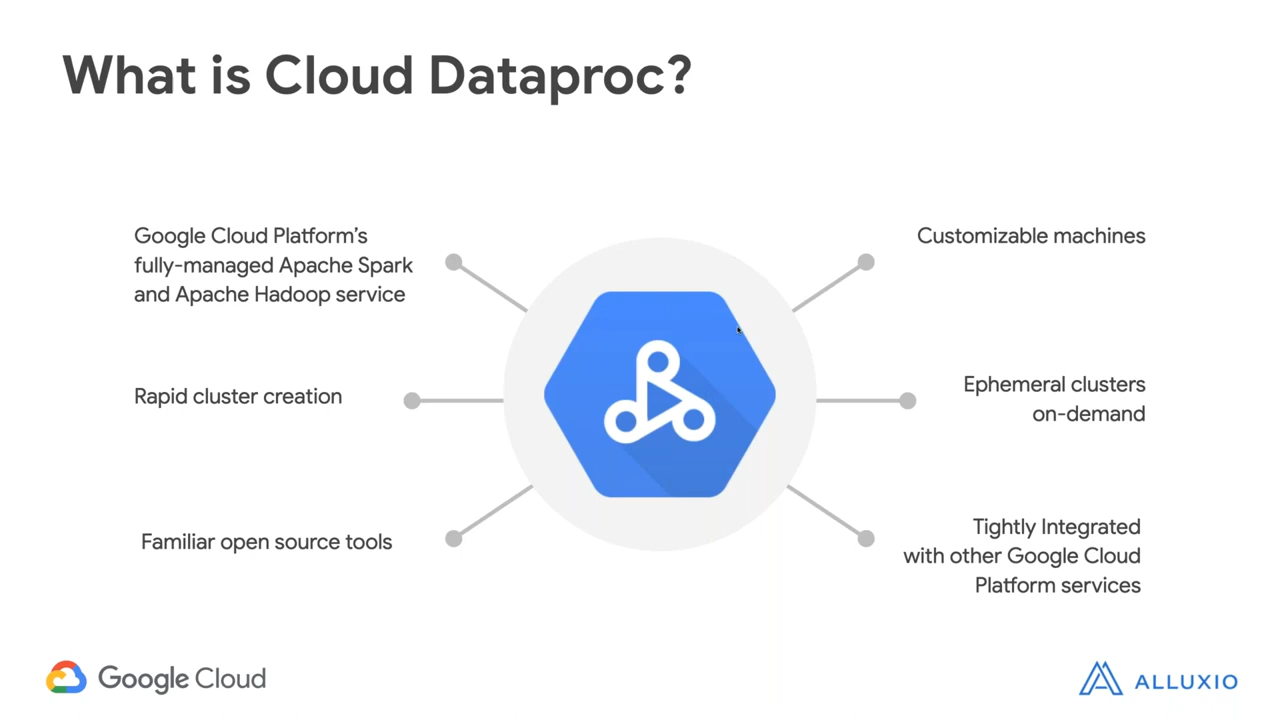 What is Cloud Dataproc?
Google Cloud Platform’s
fully-managed Apache Spark
and Apache Hadoop service
Rapid cluster creation
Familiar open source tools
Customizable machines
Ephemeral clusters
on-demand
Tightly Integrated
with other Google Cloud
Platform services
Google Cloud
ALLUXIO